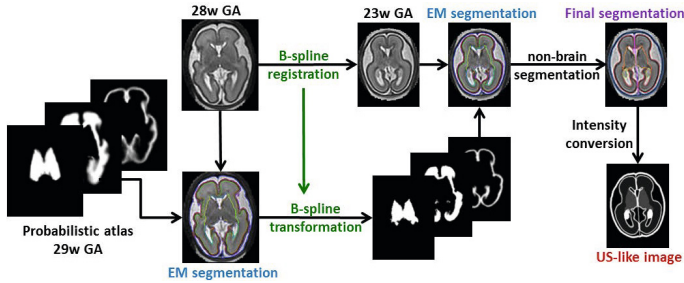 28w GA
23w GA
EM segmentation
Final segmentation
B-spline
registration
non-brain
segmentation
Intensity
conversion
B-spline
transformation
Probabilistic atlas
29w GA
EM segmentation
US-like image